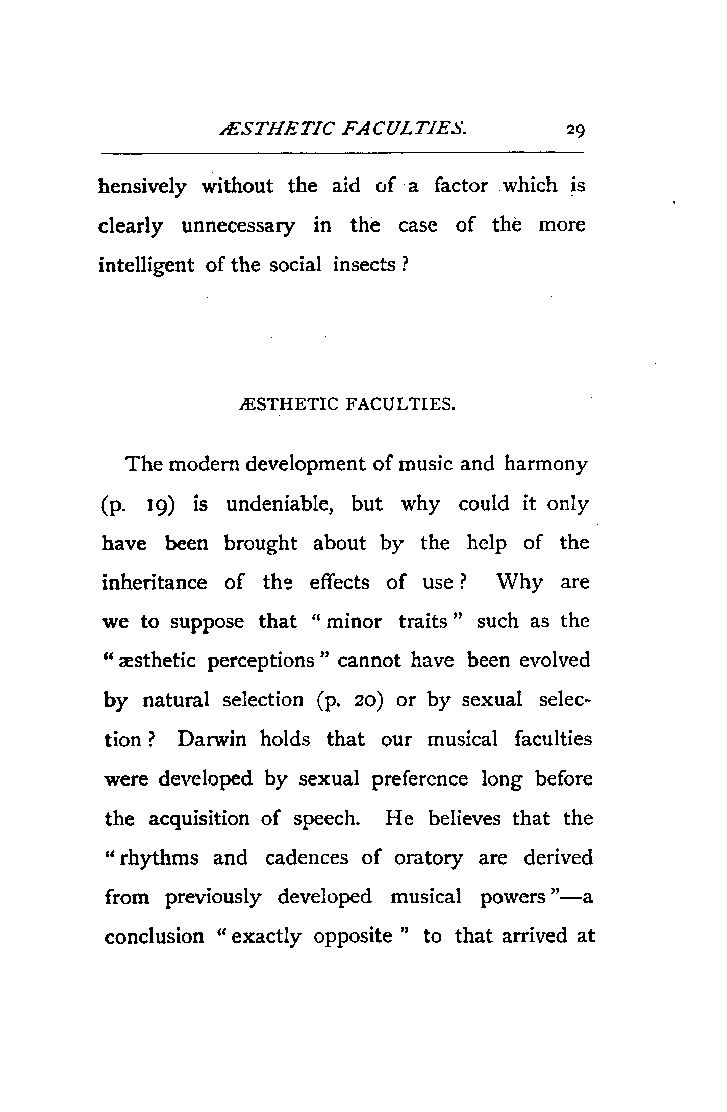 ÆSTHETIC FACULTIES. 29
hensively without the aid of a factor which is
clearly unnecessary in the case of the more
intelligent of the social insects ?
ÆSTHETIC FACULTIES.
The modern development of music and harmony
(p. 19) is undeniable, but why could it only
have been brought about by the help of the
inheritance of the effects of use ? Why are
we to suppose that “ minor traits ” such as the
“ æsthetic perceptions ” cannot have been evolved
by natural selection (p. 20) or by sexual selec-
tion ? Darwin holds that our musical faculties
were developed by sexual preference long before
the acquisition of speech. He believes that the
“ rhythms and cadences of oratory are derived
from previously developed musical powers ”—a
conclusion “ exactly opposite ” to that arrived at